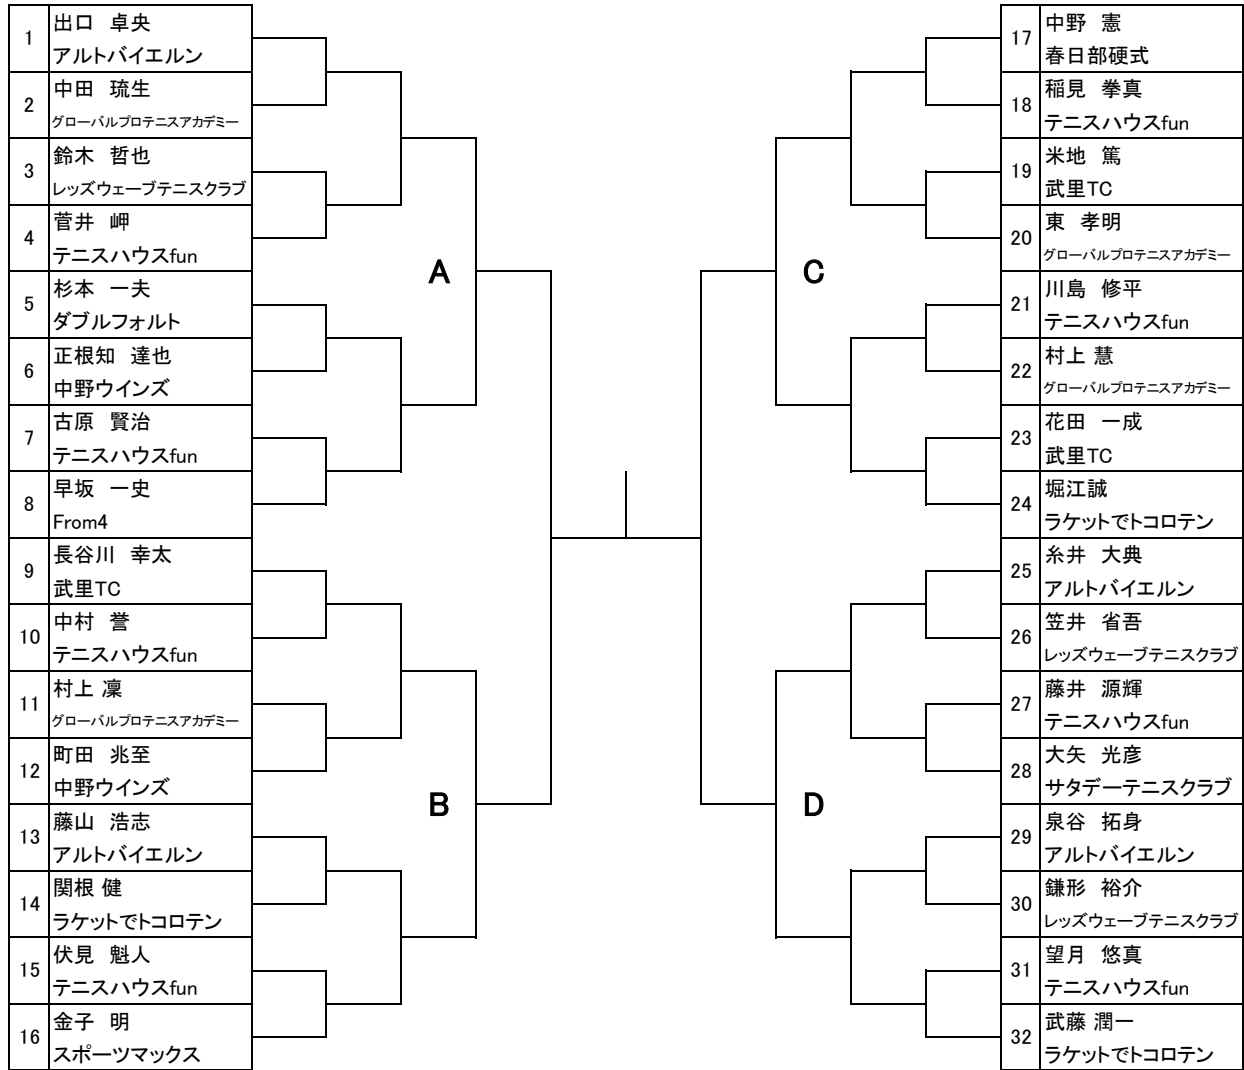 1
出口　卓央
アルトバイエルン
2
中田　琉生
グローバルプロテニスアカデミー
3
鈴木　哲也
レッズウェーブテニスクラブ
4
菅井　岬
テニスハウスfun
5
杉本　一夫
ダブルフォルト
6
正根知　達也
中野ウインズ
7
古原　賢治
テニスハウスfun
8
早坂　一史
From4
9
長谷川　幸太
武里TC
10
中村　誉
テニスハウスfun
11
村上 凜
グローバルプロテニスアカデミー
12
町田　兆至
中野ウインズ
13
藤山　浩志
アルトバイエルン
14
関根 健
ラケットでトコロテン
15
伏見　魁人
テニスハウスfun
16
金子　明
スポーツマックス
A
B
C
D
17
中野　憲
春日部硬式
18
稲見　拳真
テニスハウスfun
19
米地　篤
武里TC
20
東　孝明
グローバルプロテニスアカデミー
21
川島　修平
テニスハウスfun
22
村上 慧
グローバルプロテニスアカデミー
23
花田　一成
武里TC
24
堀江誠
ラケットでトコロテン
25
糸井　大典
アルトバイエルン
26
笠井　省吾
レッズウェーブテニスクラブ
27
藤井　源輝
テニスハウスfun
28
大矢　光彦
サタデーテニスクラブ
29
泉谷　拓身
アルトバイエルン
30
鎌形　裕介
レッズウェーブテニスクラブ
31
望月　悠真
テニスハウスfun
32
武藤 潤一
ラケットでトコロテン